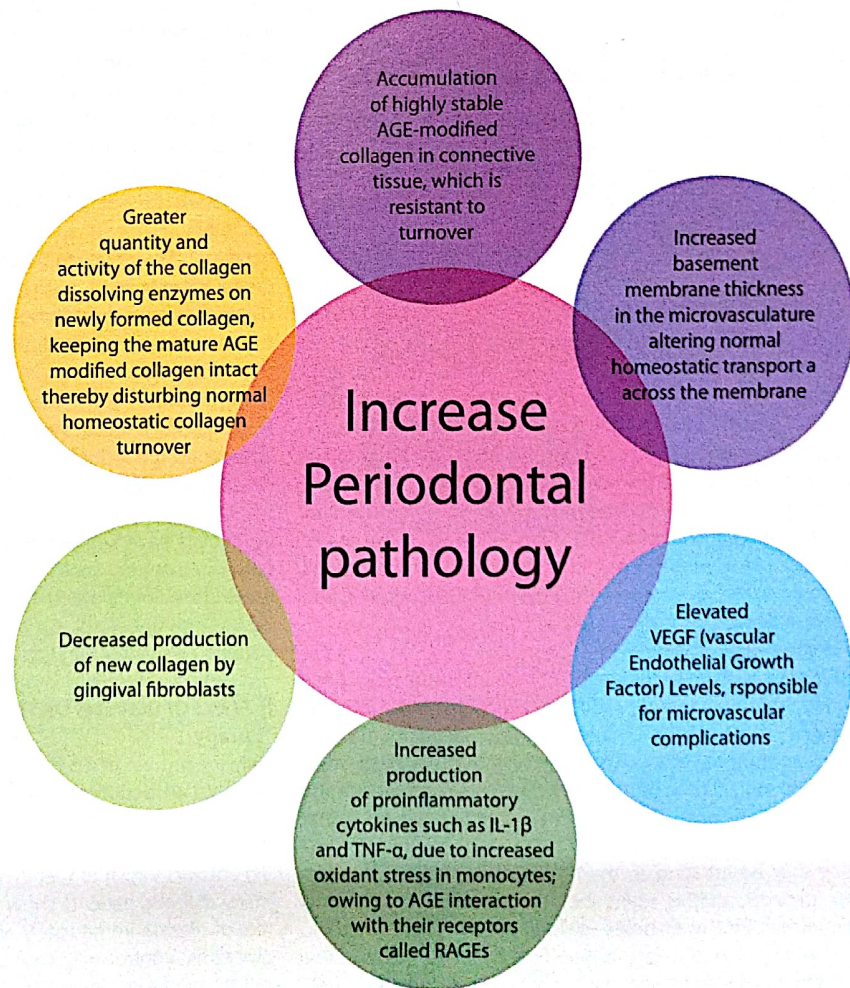 Accumulation
of highly stable
AGE-modified
collagen in connective
tissue, which is
resistant to
turnover
Increased
basement
membrane thickness
in the microvasculature
altering normal
homeostatic transport a
across the membrane
Elevated
VEGF (vascular
Endothelial Growth
Factor) Levels, rsponsible
for microvascular
complications
Increased
production
of proinflammatory
cytokines such as IL-1β
and TNF-α, due to increased
oxidant stress in monocytes;
owing to AGE interaction
with their receptors
called RAGEs
Decreased production
of new collagen by
gingival fibroblasts
Greater
quantity and
activity of the collagen
dissolving enzymes on
newly formed collagen,
keeping the mature AGE
modified collagen intact
thereby disturbing normal
homeostatic collagen
turnover
Increase
Periodontal
pathology